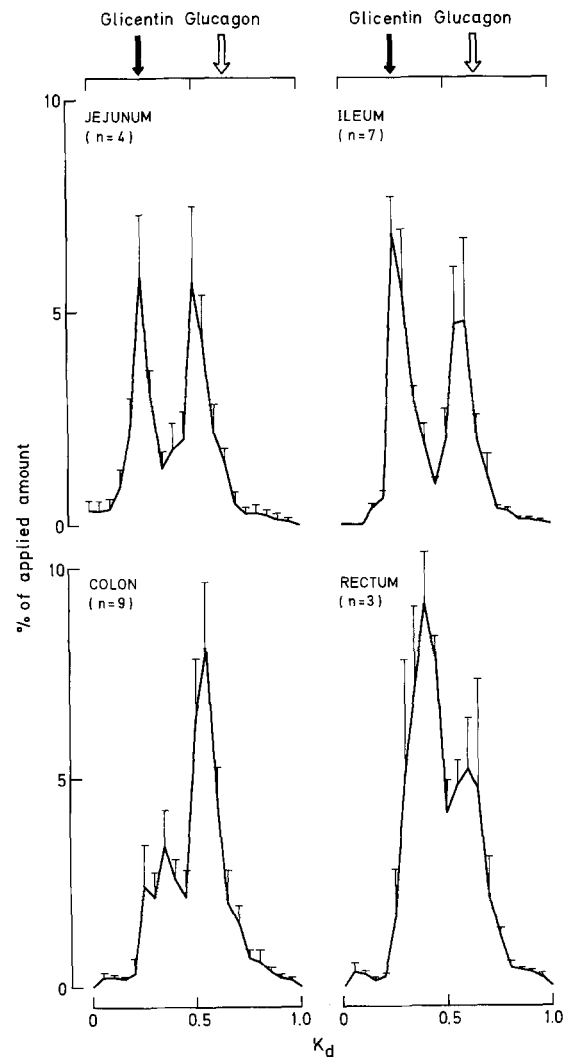 Glicentin Glucagon Glicentin Glucagon
10
JEJUNUM
(n=4)
ILEUM
(n=7)
5
0
% of applied amount
10
COLON
(n=9)
RECTUM
(n=3)
5
0
0 0.5 1.0 0 0.5 1.0
Kd